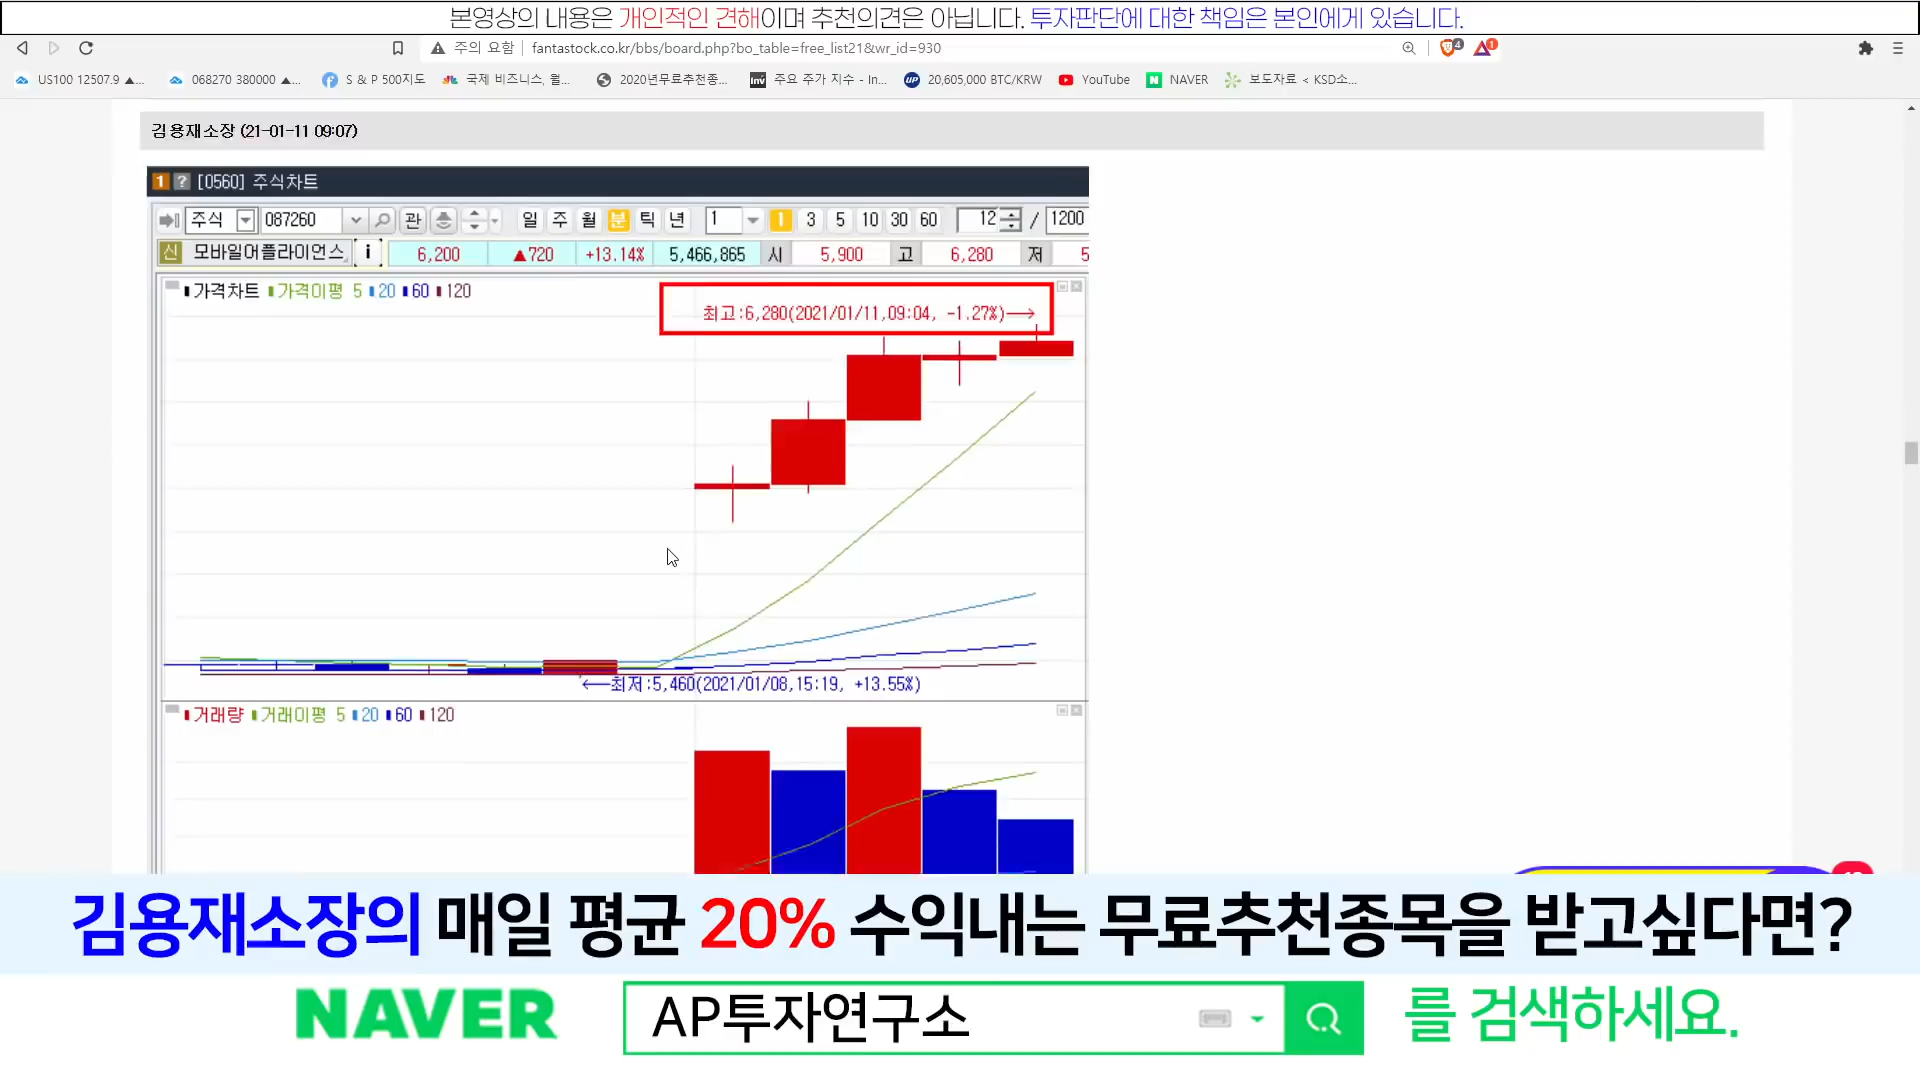 본영상의 내용은 개인적인 견해이며 추천의견은 아닙니다. 투자판단에 대한 책임은 본인에게 있습니다.
주의 요함 fantastock.co.kr/bbs/board.php?bo_table=free_list21&wr_id=930 4 1
US100 12507.9 ▲... 068270 380000 ▲... S & P 500지도 국제 비즈니스, 월... 2020년무료추천종... Inv 주요 주가 지수 - In... UP 20,605,000 BTC/KRW YouTube N NAVER 보도자료 < KSD소...
김용재소장 (21-01-11 09:07)
1 ? [0560] 주식차트
주식 087260 관 일 주 월 분 틱 년 1 1 3 5 10 30 60 12 / 1200
신 모바일어플라이언스 i 6,200 ▲720 +13.14% 5,466,865 시 5,900 고 6,280 저 5
가격차트 가격이평 5 20 60 120
최고:6,280(2021/01/11,09:04, -1.27%)→
←최저:5,460(2021/01/08,15:19, +13.55%)
거래량 거래이평 5 20 60 120
김용재소장의 매일 평균 20% 수익내는 무료추천종목을 받고싶다면?
NAVER AP투자연구소 를 검색하세요.